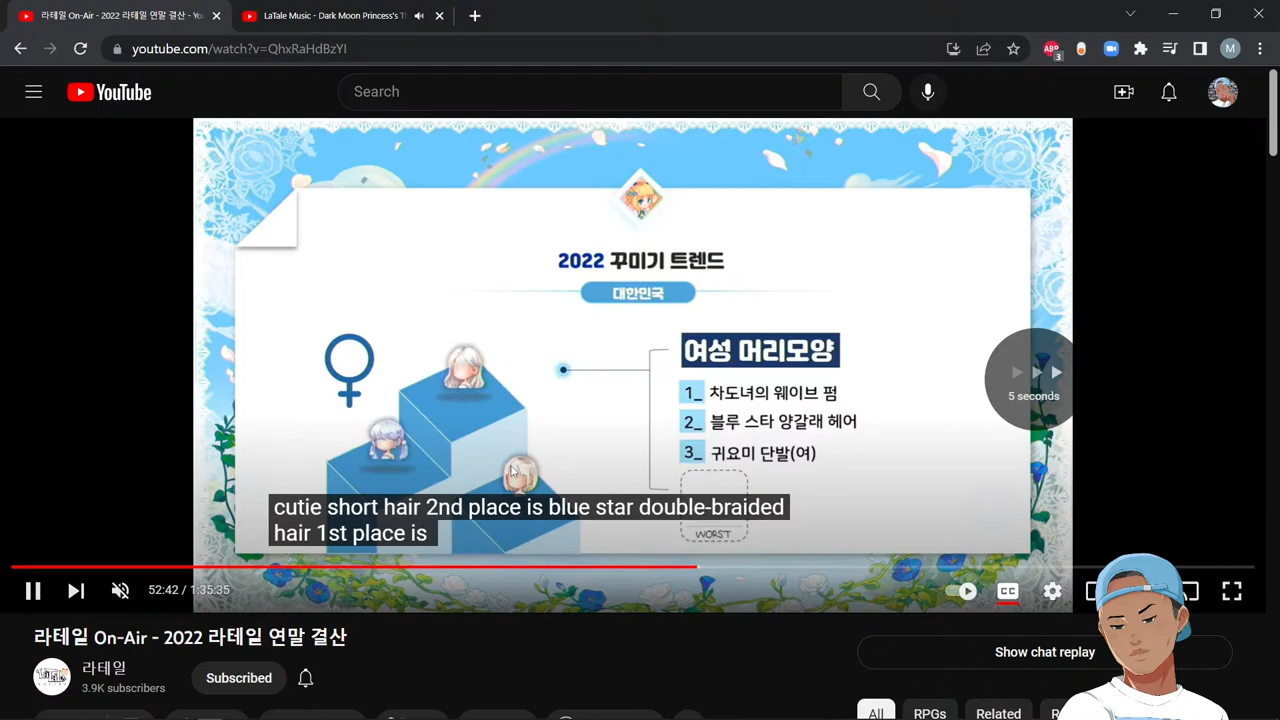 라테일 On-Air - 2022 라테일 연말 결산 - Yo
LaTale Music - Dark Moon Princess's T
youtube.com/watch?v=QhxRaHdBzYI
ABP
3
M
YouTube
Search
2022 꾸미기 트렌드
대한민국
여성 머리모양
1_ 차도녀의 웨이브 펌
2_ 블루 스타 양갈래 헤어
3_ 귀요미 단발(여)
WORST
5 seconds
cutie short hair 2nd place is blue star double-braided
hair 1st place is
52:42 / 1:35:35
CC
라테일 On-Air - 2022 라테일 연말 결산
라테일
3.9K subscribers
Subscribed
Show chat replay
All
RPGs
Related